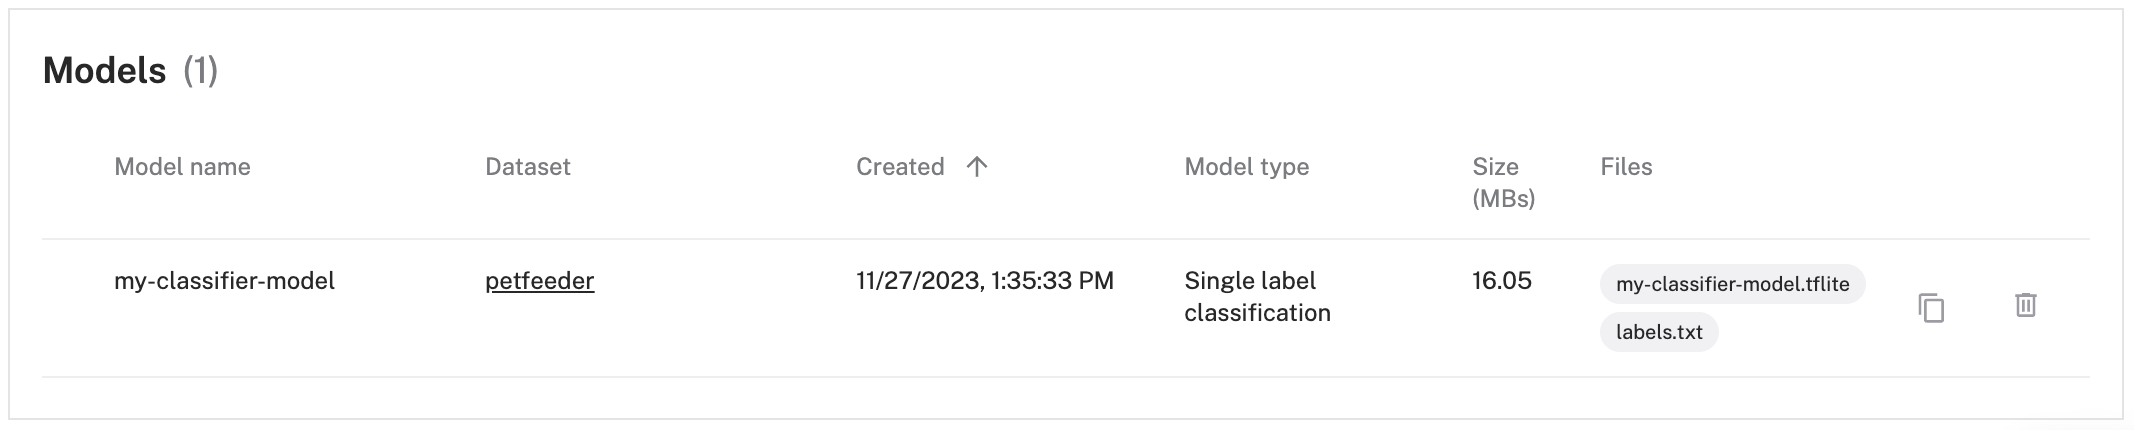 Models (1)
Model name Dataset Created Model type Size Files
(MBs)
my-classifier-model petfeeder 11/27/2023, 1:35:33 PM Single label 16.05 my-classifier-model.tflite
classification labels.txt